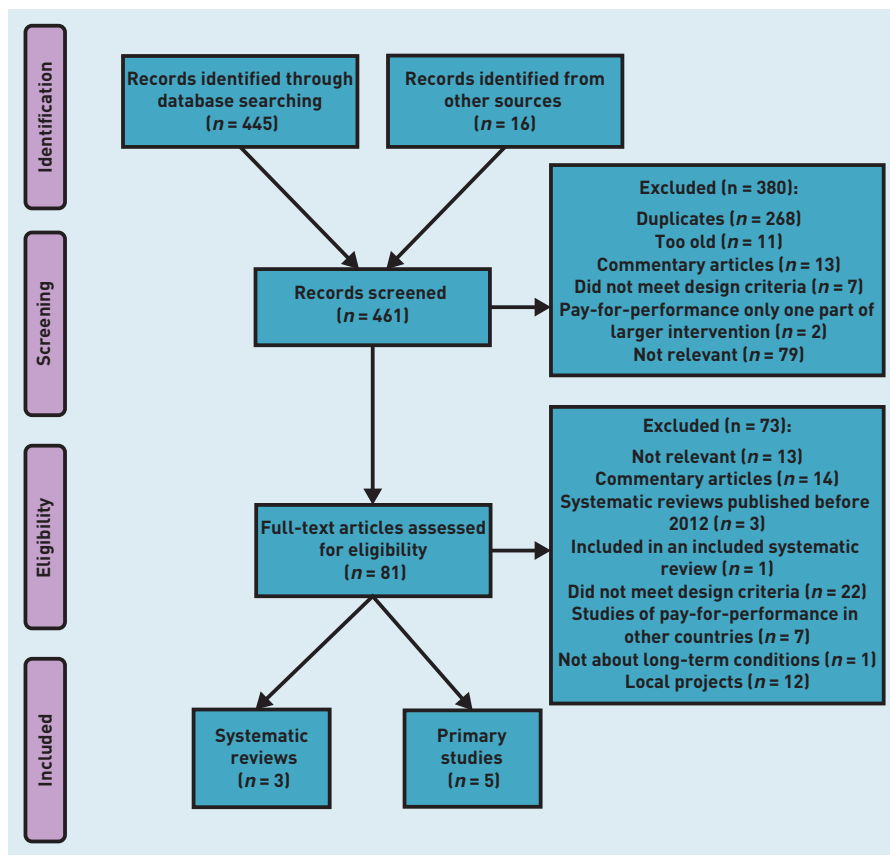 Identification
Records identified through
database searching
(n = 445)
Records identified from
other sources
(n = 16)
Screening
Records screened
(n = 461)
Excluded (n = 380):
Duplicates (n = 268)
Too old (n = 11)
Commentary articles (n = 13)
Did not meet design criteria (n = 7)
Pay-for-performance only one part of
larger intervention (n = 2)
Not relevant (n = 79)
Eligibility
Full-text articles assessed
for eligibility
(n = 81)
Excluded (n = 73):
Not relevant (n = 13)
Commentary articles (n = 14)
Systematic reviews published before
2012 (n = 3)
Included in an included systematic
review (n = 1)
Did not meet design criteria (n = 22)
Studies of pay-for-performance in
other countries (n = 7)
Not about long-term conditions (n = 1)
Local projects (n = 12)
Included
Systematic
reviews
(n = 3)
Primary
studies
(n = 5)